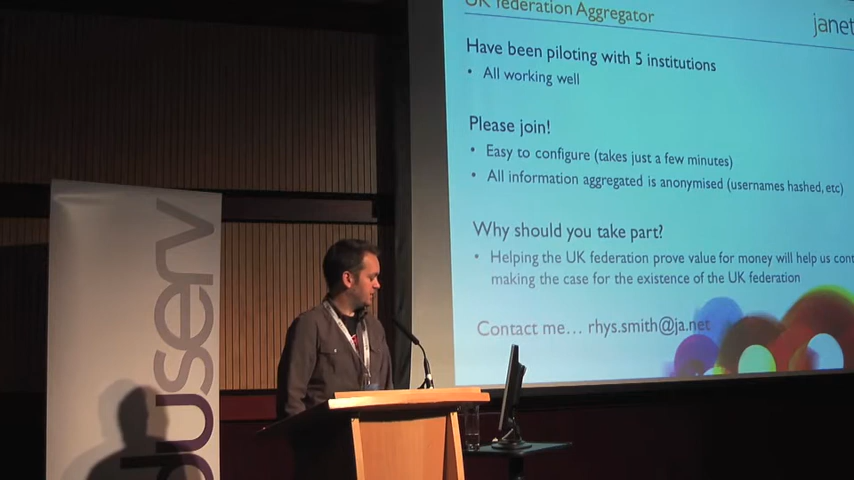 UK federation Aggregator
janet
Have been piloting with 5 institutions
• All working well
Please join!
• Easy to configure (takes just a few minutes)
• All information aggregated is anonymised (usernames hashed, etc)
Why should you take part?
• Helping the UK federation prove value for money will help us cont
making the case for the existence of the UK federation
Contact me... rhys.smith@ja.net
duserv